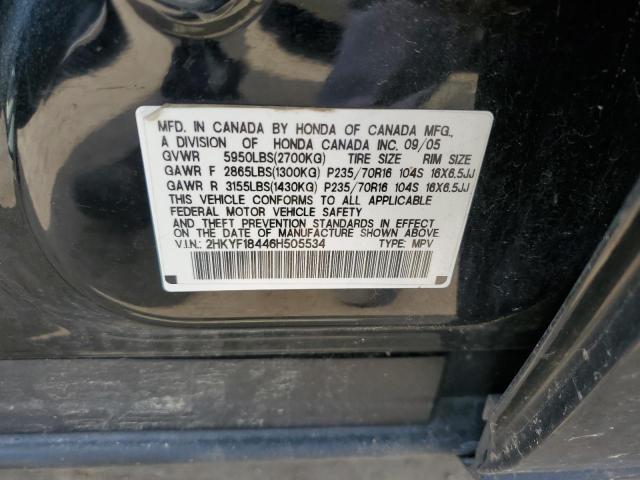 MFD. IN CANADA BY HONDA OF CANADA MFG.,
A DIVISION OF HONDA CANADA INC. 09/05
GVWR 5950LBS(2700KG) TIRE SIZE RIM SIZE
GAWR F 2865LBS(1300KG) P235/70R16 104S 16X6.5JJ
GAWR R 3155LBS(1430KG) P235/70R16 104S 16X6.5JJ
THIS VEHICLE CONFORMS TO ALL APPLICABLE
FEDERAL MOTOR VEHICLE SAFETY
AND THEFT PREVENTION STANDARDS IN EFFECT
ON THE DATE OF MANUFACTURE SHOWN ABOVE.
V.I.N.: 2HKYF18446H505534 TYPE: MPV